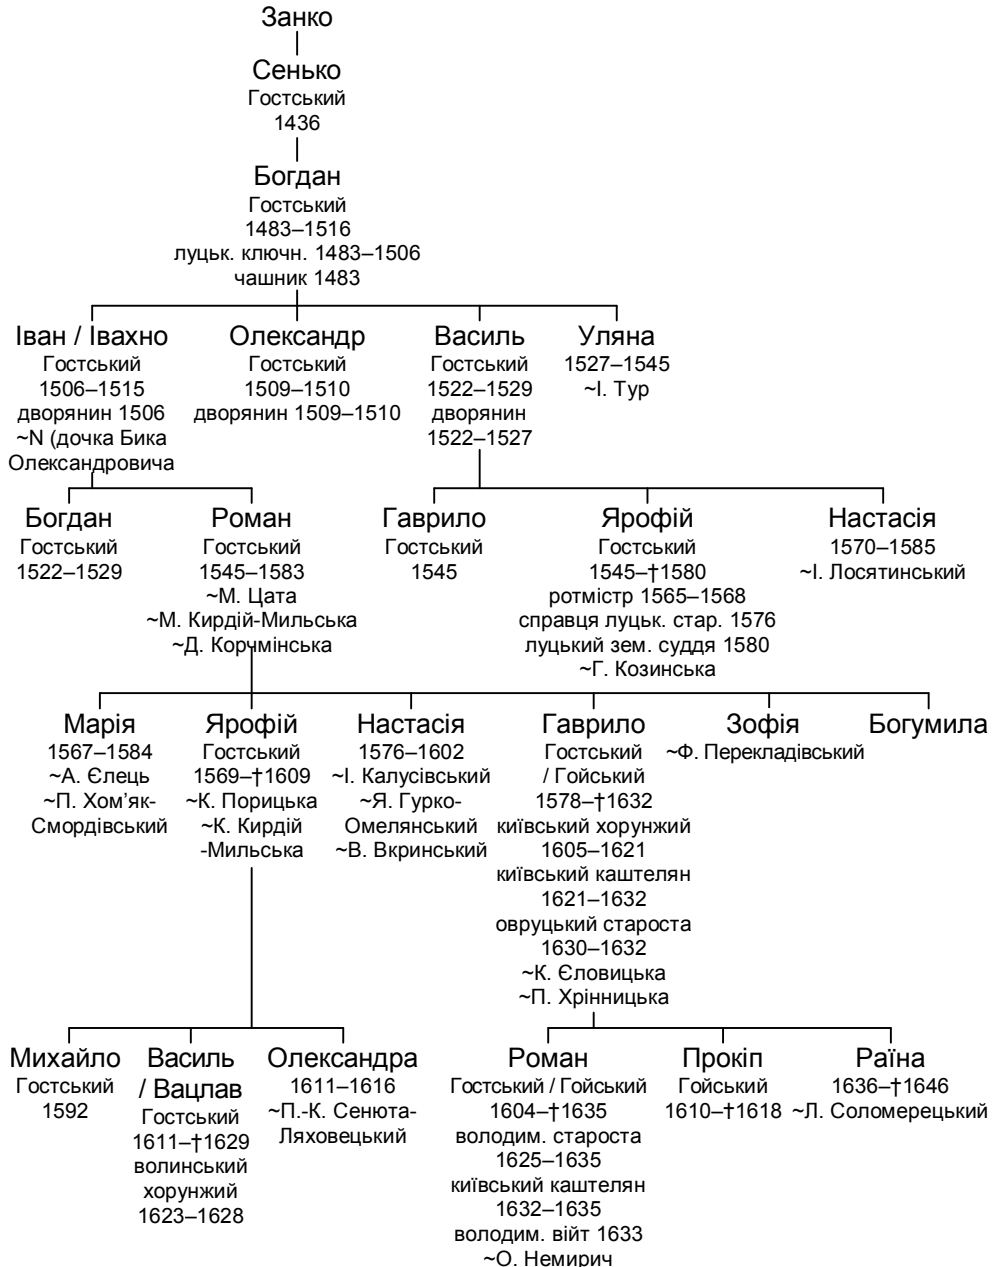 Занко
Сенько
Гостський
1436
Богдан
Гостський
1483–1516
луцьк. ключн. 1483–1506
чашник 1483
Іван / Івахно
Гостський
1506–1515
дворянин 1506
~N (дочка Бика
Олександровича
Олександр
Гостський
1509–1510
дворянин 1509–1510
Василь
Гостський
1522–1529
дворянин
1522–1527
Уляна
1527–1545
~І. Тур
Богдан
Гостський
1522–1529
Роман
Гостський
1545–1583
~М. Цата
~М. Кирдій-Мильська
~Д. Корчмінська
Гаврило
Гостський
1545
Ярофій
Гостський
1545–†1580
ротмістр 1565–1568
справця луцьк. стар. 1576
луцький зем. суддя 1580
~Г. Козинська
Настасія
1570–1585
~І. Лосятинський
Марія
1567–1584
~А. Єлець
~П. Хом’як-
Смордівський
Ярофій
Гостський
1569–†1609
~К. Порицька
~К. Кирдій
-Мильська
Настасія
1576–1602
~І. Калусівський
~Я. Гурко-
Омелянський
~В. Вкринський
Гаврило
Гостський
/ Гойський
1578–†1632
київський хорунжий
1605–1621
київський каштелян
1621–1632
овруцький староста
1630–1632
~К. Єловицька
~П. Хрінницька
Зофія
~Ф. Перекладівський
Богумила
Михайло
Гостський
1592
Василь
/ Вацлав
Гостський
1611–†1629
волинський
хорунжий
1623–1628
Олександра
1611–1616
~П.-К. Сенюта-
Ляховецький
Роман
Гостський / Гойський
1604–†1635
володим. староста
1625–1635
київський каштелян
1632–1635
володим. війт 1633
~О. Немирич
Прокіп
Гойський
1610–†1618
Раїна
1636–†1646
~Л. Соломерецький